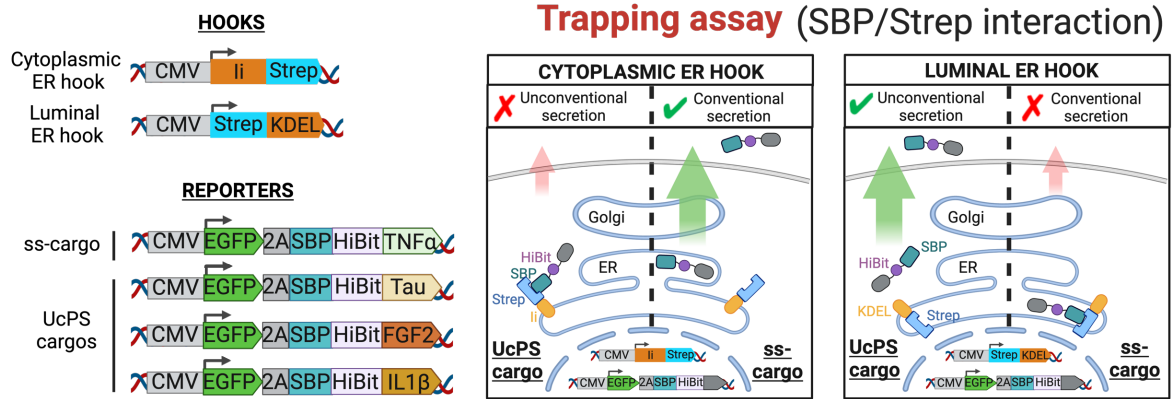 Trapping assay (SBP/Strep interaction)
HOOKS
Cytoplasmic
ER hook
CMV Ii Strep
Luminal
ER hook
CMV Strep KDEL
REPORTERS
ss-cargo
CMV EGFP 2A SBP HiBit TNFα
UcPS
cargos
CMV EGFP 2A SBP HiBit Tau
CMV EGFP 2A SBP HiBit FGF2
CMV EGFP 2A SBP HiBit IL1β
CYTOPLASMIC ER HOOK
Unconventional
secretion
Conventional
secretion
Golgi
ER
HiBit
SBP
Strep
Ii
UcPS
cargo
ss-
cargo
CMV Ii Strep
CMV EGFP 2A SBP HiBit
LUMINAL ER HOOK
Unconventional
secretion
Conventional
secretion
Golgi
ER
SBP
HiBit
KDEL
Strep
UcPS
cargo
ss-
cargo
CMV Strep KDEL
CMV EGFP 2A SBP HiBit